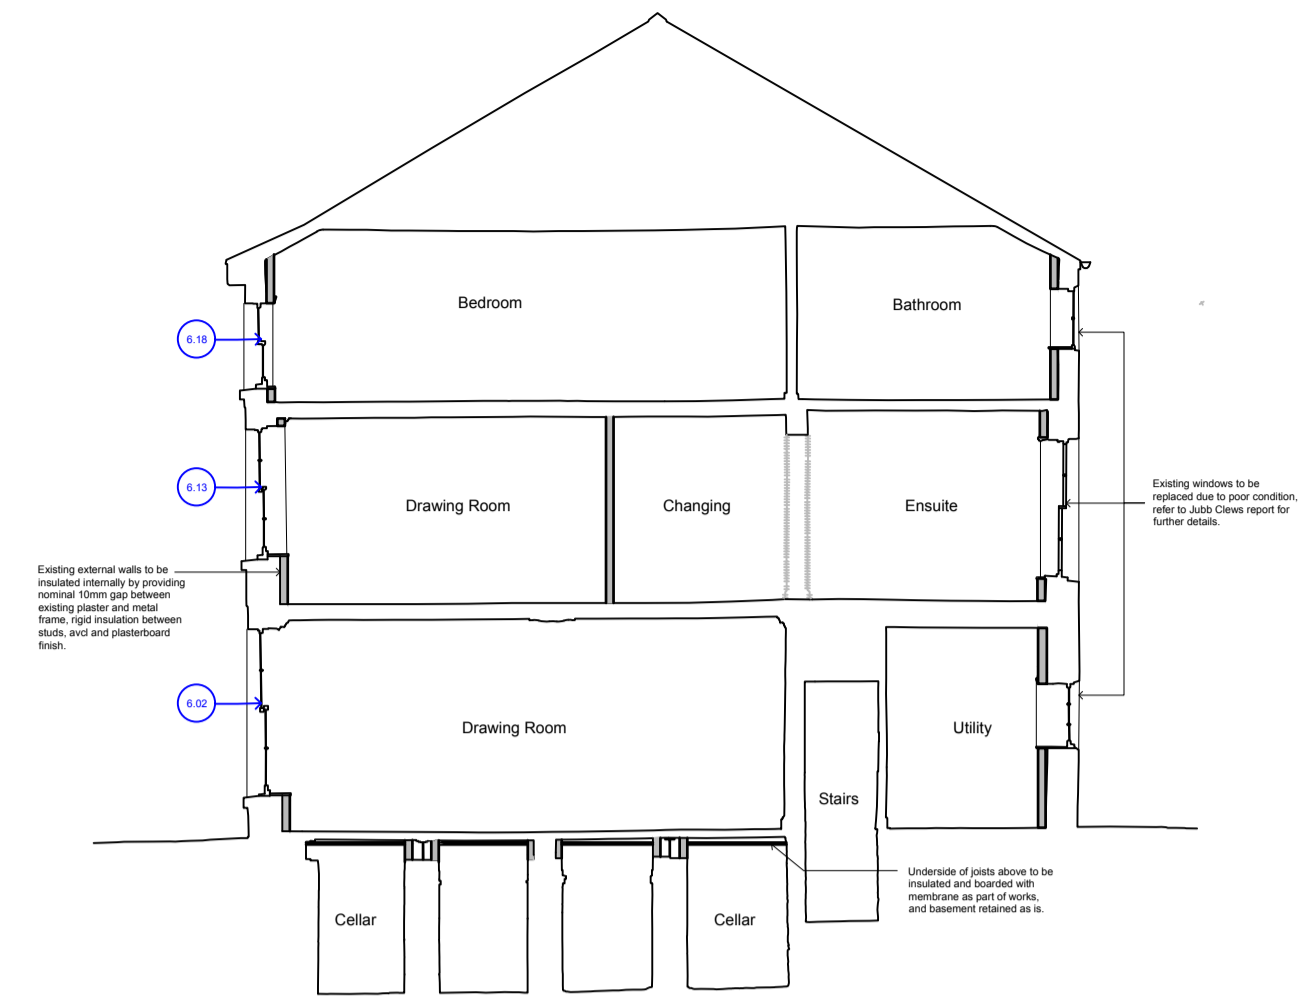 Bedroom
Bathroom
6.18
6.13
Drawing Room
Changing
Ensuite
Existing windows to be
replaced due to poor condition,
refer to Jubb Clews report for
further details.
Existing external walls to be
insulated internally by providing
nominal 10mm gap between
existing plaster and metal
frame, rigid insulation between
studs, avcl and plasterboard
finish.
6.02
Drawing Room
Utility
Stairs
Underside of joists above to be
insulated and boarded with
membrane as part of works,
and basement retained as is.
Cellar
Cellar